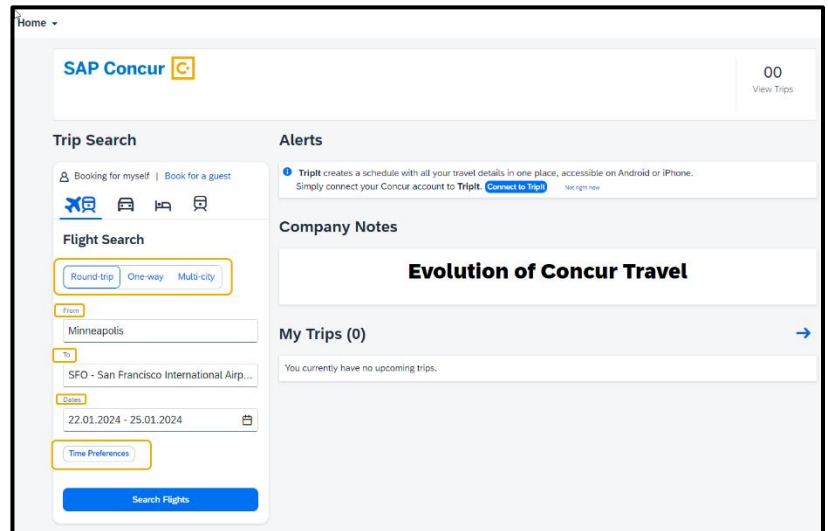 Home
SAP Concur
00
View Trips
Trip Search
Booking for myself | Book for a guest
Flight Search
Round-trip One-way Multi-city
From
Minneapolis
To
SFO - San Francisco International Airp...
Dates
22.01.2024 - 25.01.2024
Time Preferences
Search Flights
Alerts
TripIt creates a schedule with all your travel details in one place, accessible on Android or iPhone.
Simply connect your Concur account to TripIt. Connect to TripIt Not right now
Company Notes
Evolution of Concur Travel
My Trips (0)
You currently have no upcoming trips.